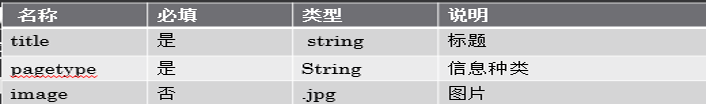 名称 必填 类型 说明
title 是 string 标题
pagetype 是 String 信息种类
image 否 .jpg 图片